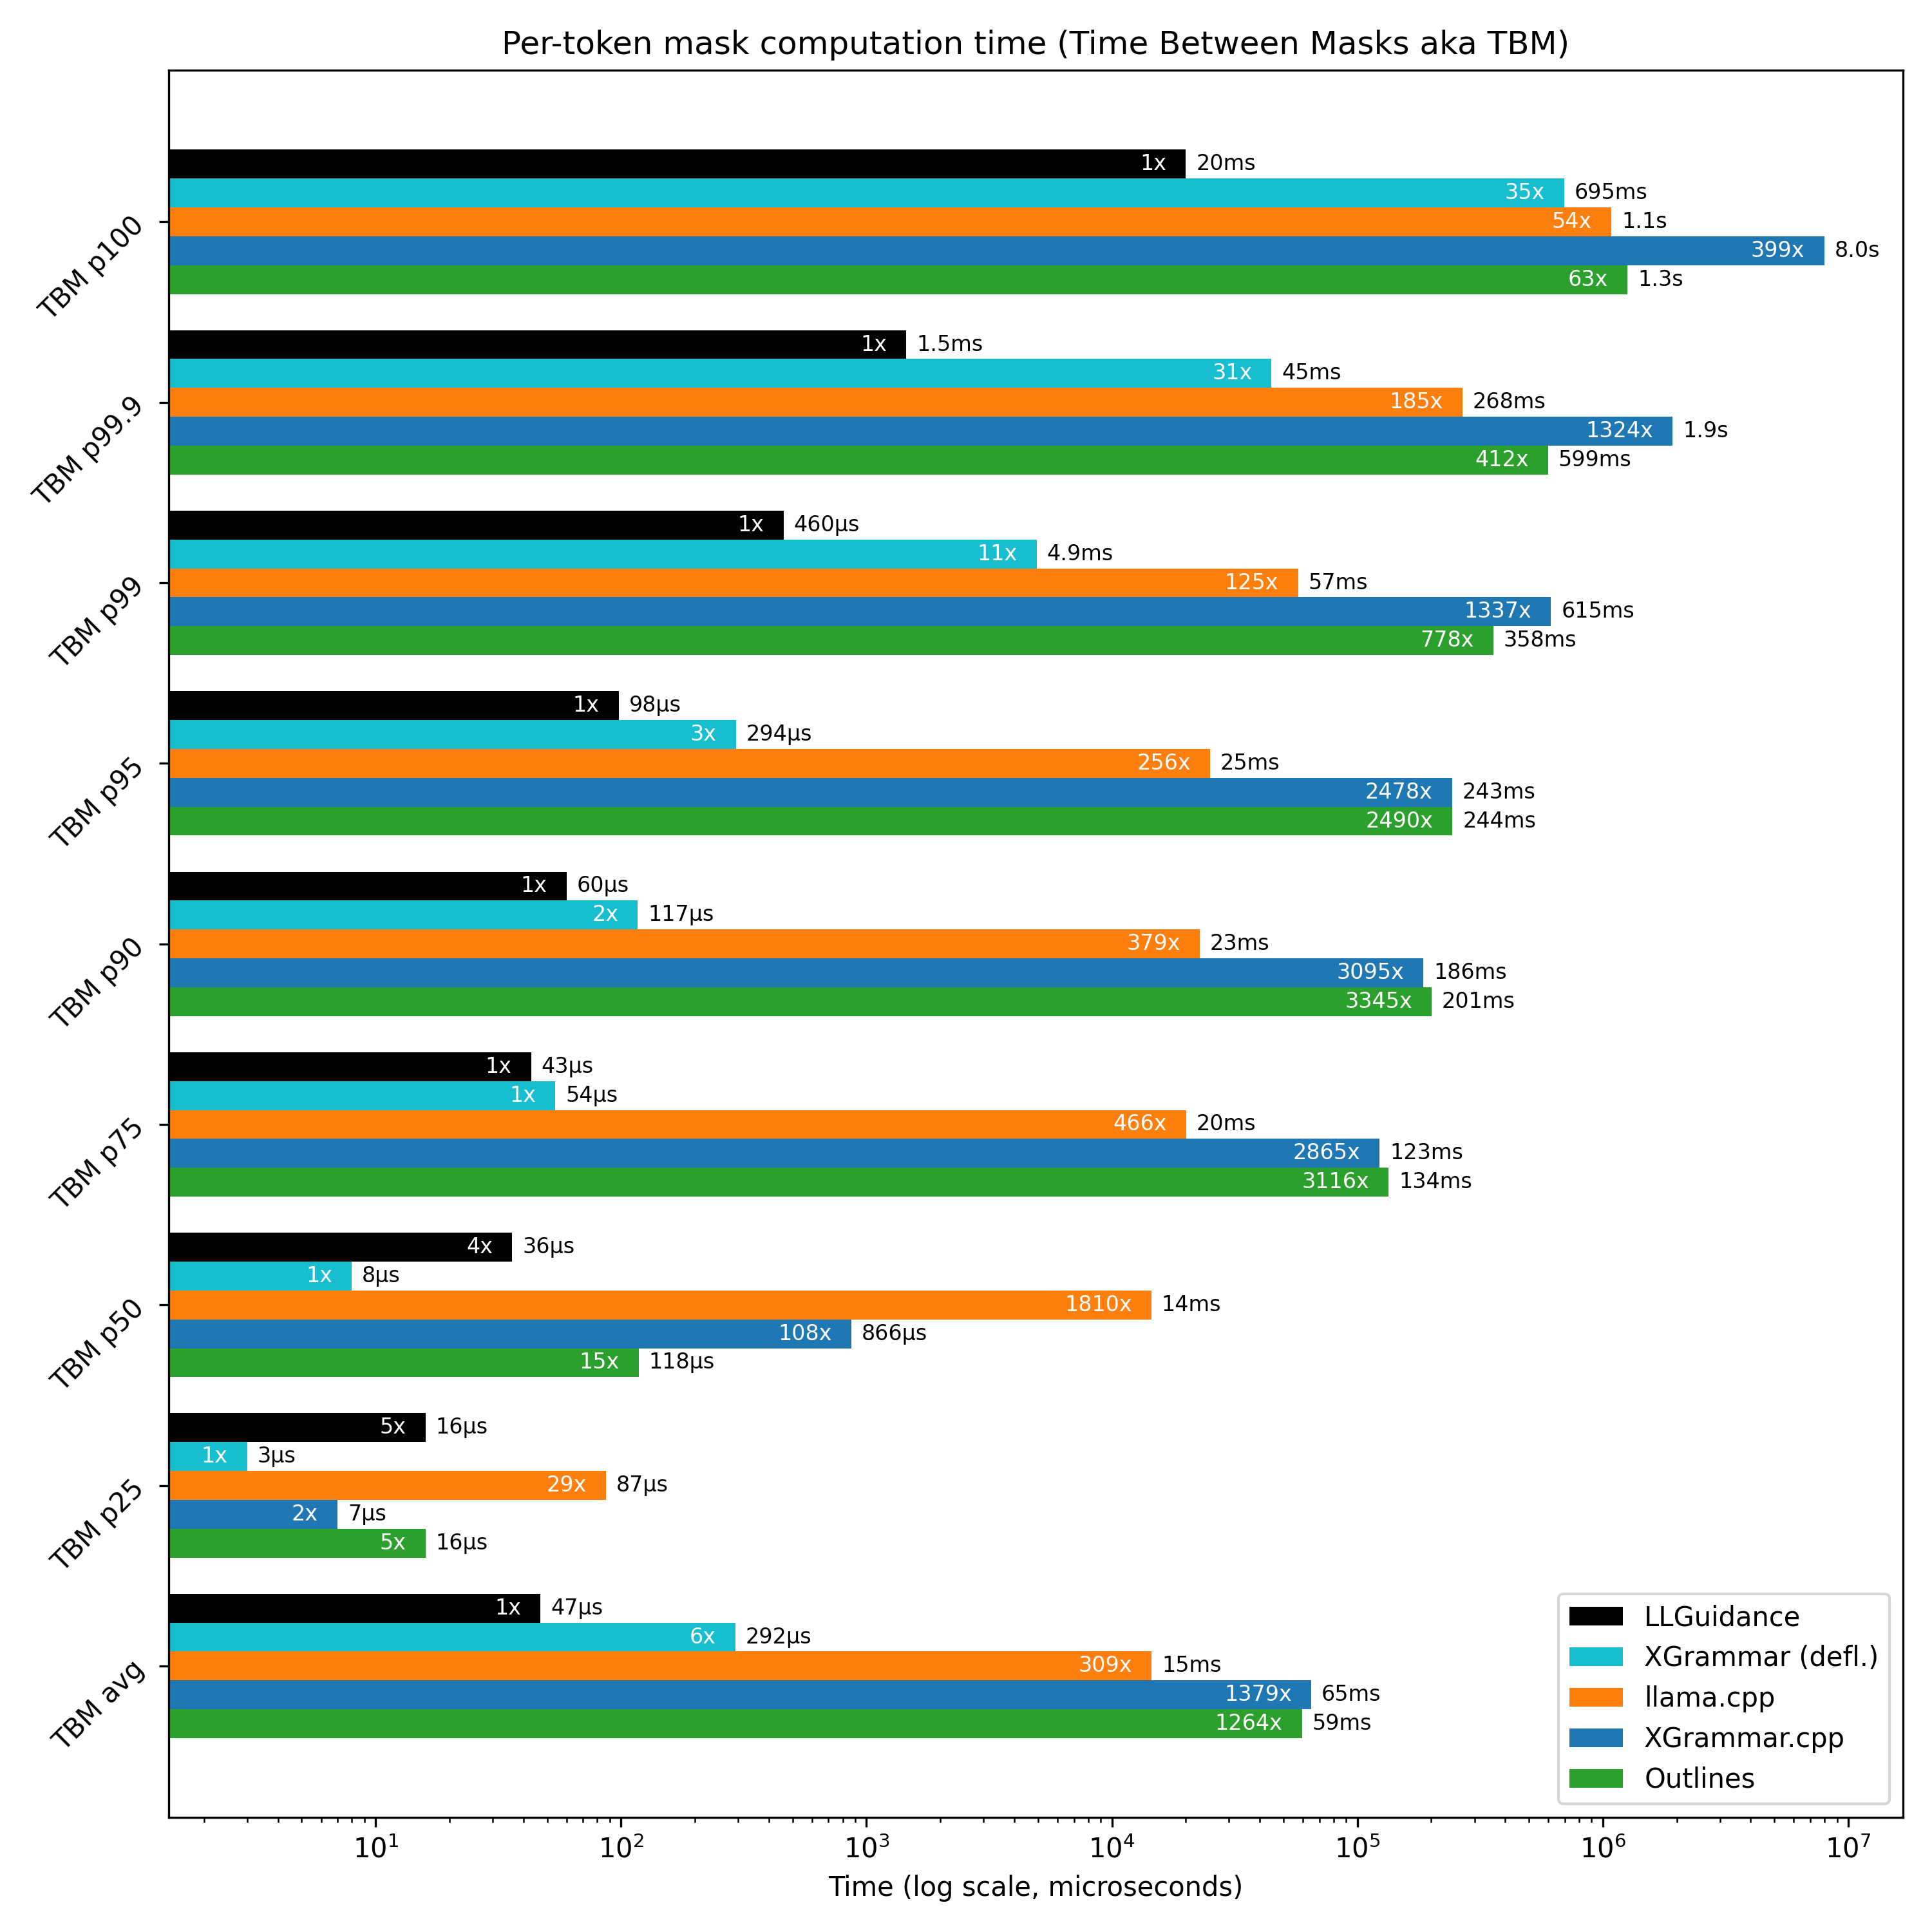 Per-token mask computation time (Time Between Masks aka TBM)
TBM p100
1x 20ms
35x 695ms
54x 1.1s
399x 8.0s
63x 1.3s
TBM p99.9
1x 1.5ms
31x 45ms
185x 268ms
1324x 1.9s
412x 599ms
TBM p99
1x 460µs
11x 4.9ms
125x 57ms
1337x 615ms
778x 358ms
TBM p95
1x 98µs
3x 294µs
256x 25ms
2478x 243ms
2490x 244ms
TBM p90
1x 60µs
2x 117µs
379x 23ms
3095x 186ms
3345x 201ms
TBM p75
1x 43µs
1x 54µs
466x 20ms
2865x 123ms
3116x 134ms
TBM p50
4x 36µs
1x 8µs
1810x 14ms
108x 866µs
15x 118µs
TBM p25
5x 16µs
1x 3µs
29x 87µs
2x 7µs
5x 16µs
TBM avg
1x 47µs
6x 292µs
309x 15ms
1379x 65ms
1264x 59ms
LLGuidance
XGrammar (defl.)
llama.cpp
XGrammar.cpp
Outlines
10¹ 10² 10³ 10⁴ 10⁵ 10⁶ 10⁷
Time (log scale, microseconds)